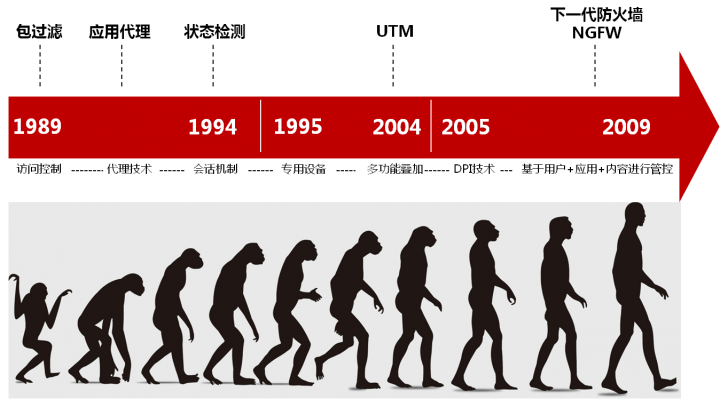 包过滤
应用代理
状态检测
UTM
下一代防火墙
NGFW
1989
1994
1995
2004
2005
2009
访问控制 ------- 代理技术 ------ 会话机制 ------ 专用设备 ----- 多功能叠加 ------ DPI技术 --- 基于用户+应用+内容进行管控